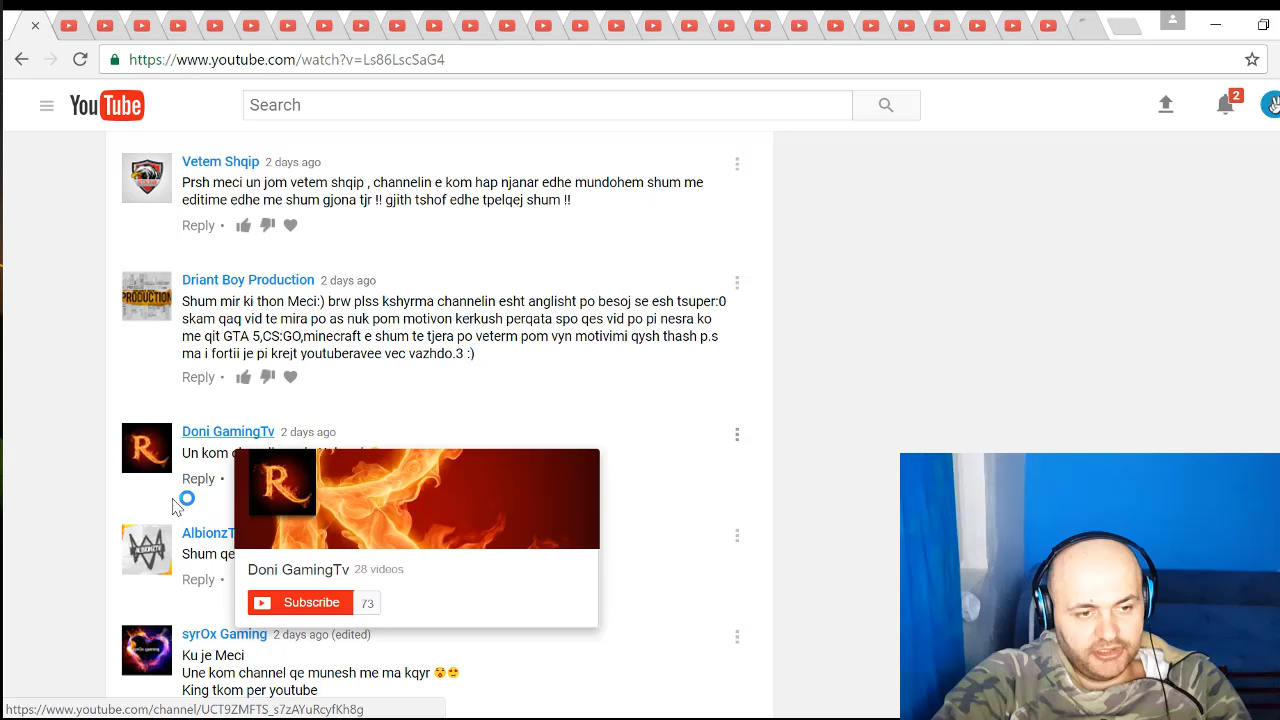 https://www.youtube.com/watch?v=Ls86LscSaG4
YouTube
Search
2
Vetem Shqip 2 days ago
Prsh meci un jom vetem shqip , channelin e kom hap njanar edhe mundohem shum me
editime edhe me shum gjona tjr !! gjith tshof edhe tpelqej shum !!
Reply
Driant Boy Production 2 days ago
PRODUCTION
Shum mir ki thon Meci:) brw plss kshyrma channelin esht anglisht po besoj se esh tsuper:0
skam qaq vid te mira po as nuk pom motivon kerkush perqata spo qes vid po pi nesra ko
me qit GTA 5,CS:GO,minecraft e shum te tjera po veterm pom vyn motivimi qysh thash p.s
ma i fortii je pi krejt youtuberavee vec vazhdo.3 :)
Reply
Doni GamingTv 2 days ago
R
Un kom
Reply
R
Doni GamingTv 28 videos
Subscribe 73
ALBIONZTV
Shum qe
Reply
syrOx Gaming 2 days ago (edited)
Ku je Meci
Une kom channel qe munesh me ma kqyr 😵😍
King tkom per youtube
https://www.youtube.com/channel/UCT9ZMFTS_s7zAYuRcyfKh8g